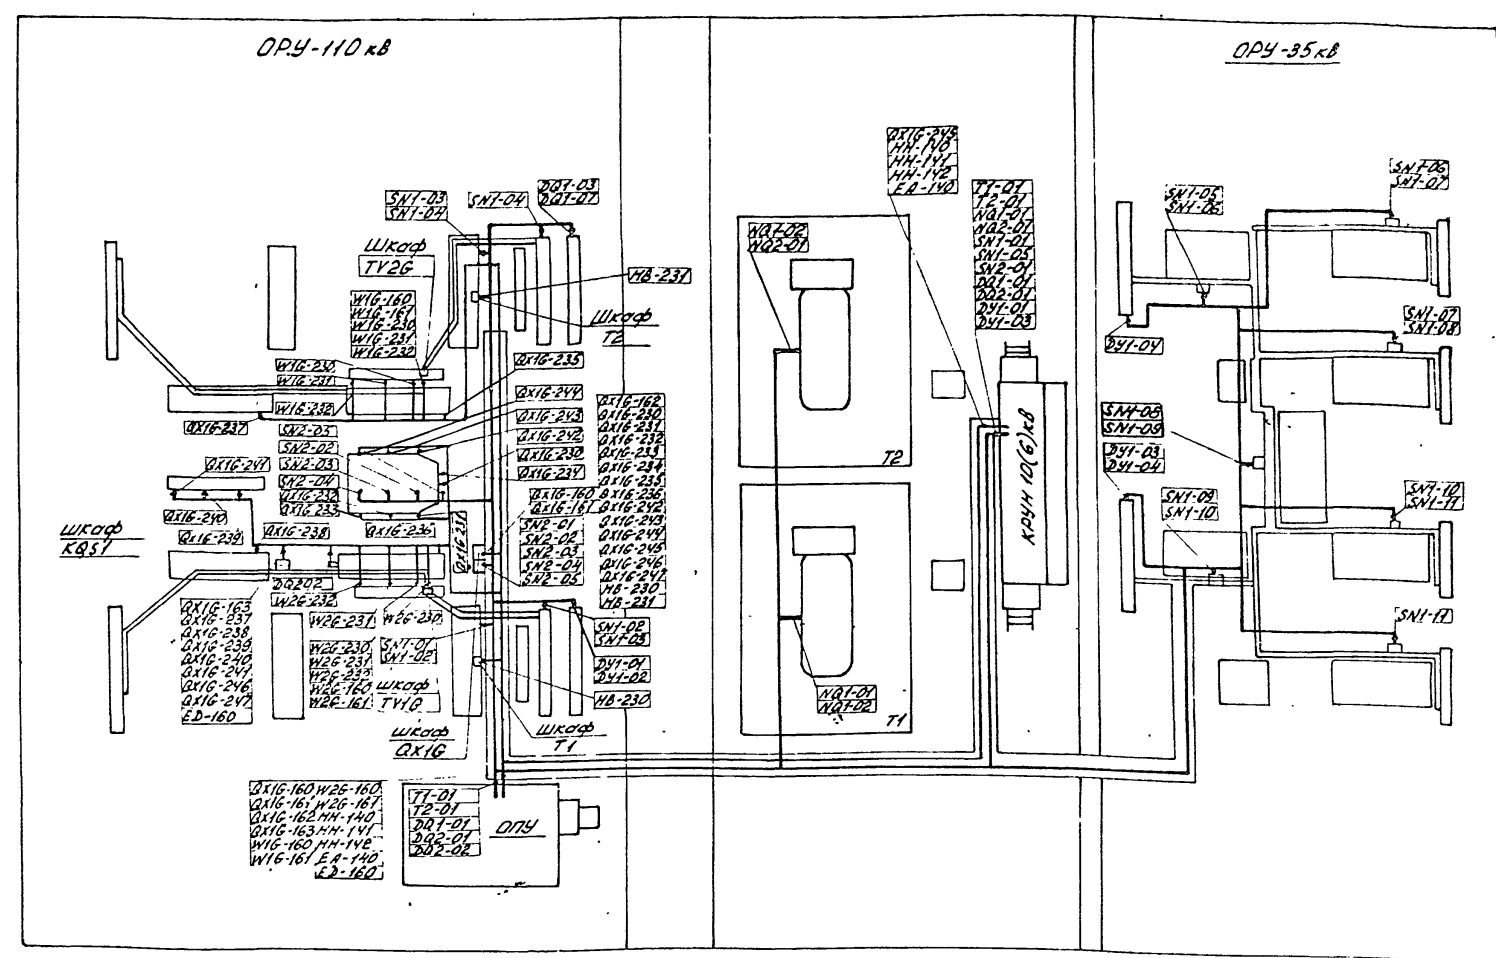 ОРУ-110 кв
ОРУ-35 кв
QX1G-245
HH-140
HH-141
HH-142
EA-140
T1-01
T2-01
NQ1-01
NQ2-01
SN1-01
SN1-05
SN2-01
DQ1-01
DQ2-01
DY1-01
DY1-03
SN1-03
SN1-04
SN1-04
DQ1-03
DQ1-07
Шкаф
TV2G
HB-231
Шкаф
T2
W1G-160
W1G-161
W1G-230
W1G-231
W1G-232
W1G-230
W1G-231
W1G-232
QX1G-235
QX1G-244
QX1G-243
QX1G-242
QX1G-230
QX1G-234
QX1G-237
SN2-05
SN2-02
SN2-03
SN2-04
QX1G-232
QX1G-233
QX1G-241
QX1G-240
QX1G-239
QX1G-238
QX1G-236
QX1G-231
Шкаф
KQS1
QX1G-162
QX1G-230
QX1G-231
QX1G-232
QX1G-233
QX1G-234
QX1G-235
QX1G-236
QX1G-242
QX1G-243
QX1G-244
QX1G-245
QX1G-246
QX1G-247
HB-230
HB-231
QX1G-160
QX1G-161
SN2-01
SN2-02
SN2-03
SN2-04
SN2-05
DQ202
W2G-232
W2G-231
W2G-230
QX1G-163
QX1G-237
QX1G-238
QX1G-239
QX1G-240
QX1G-241
QX1G-246
QX1G-247
ED-160
W2G-230
W2G-231
W2G-232
W2G-160
W2G-161
SN1-01
SN1-02
Шкаф
TV1G
Шкаф
QX1G
Шкаф
T1
SN1-02
SN1-03
DY1-01
DY1-02
HB-230
NQ1-02
NQ2-01
T2
NQ1-01
NQ1-02
T1
КРУН 10(6) кв
SN1-05
SN1-06
SN1-06
SN1-07
DY1-04
SN1-07
SN1-08
SN1-08
SN1-09
DY1-03
DY1-04
SN1-09
SN1-10
SN1-10
SN1-11
SN1-11
QX1G-160 W2G-160
QX1G-161 W2G-161
QX1G-162 HH-140
QX1G-163 HH-141
W1G-160 HH-142
W1G-161 EA-140
ED-160
T1-01
T2-01
DQ1-01
DQ2-01
DQ2-02
ОПУ